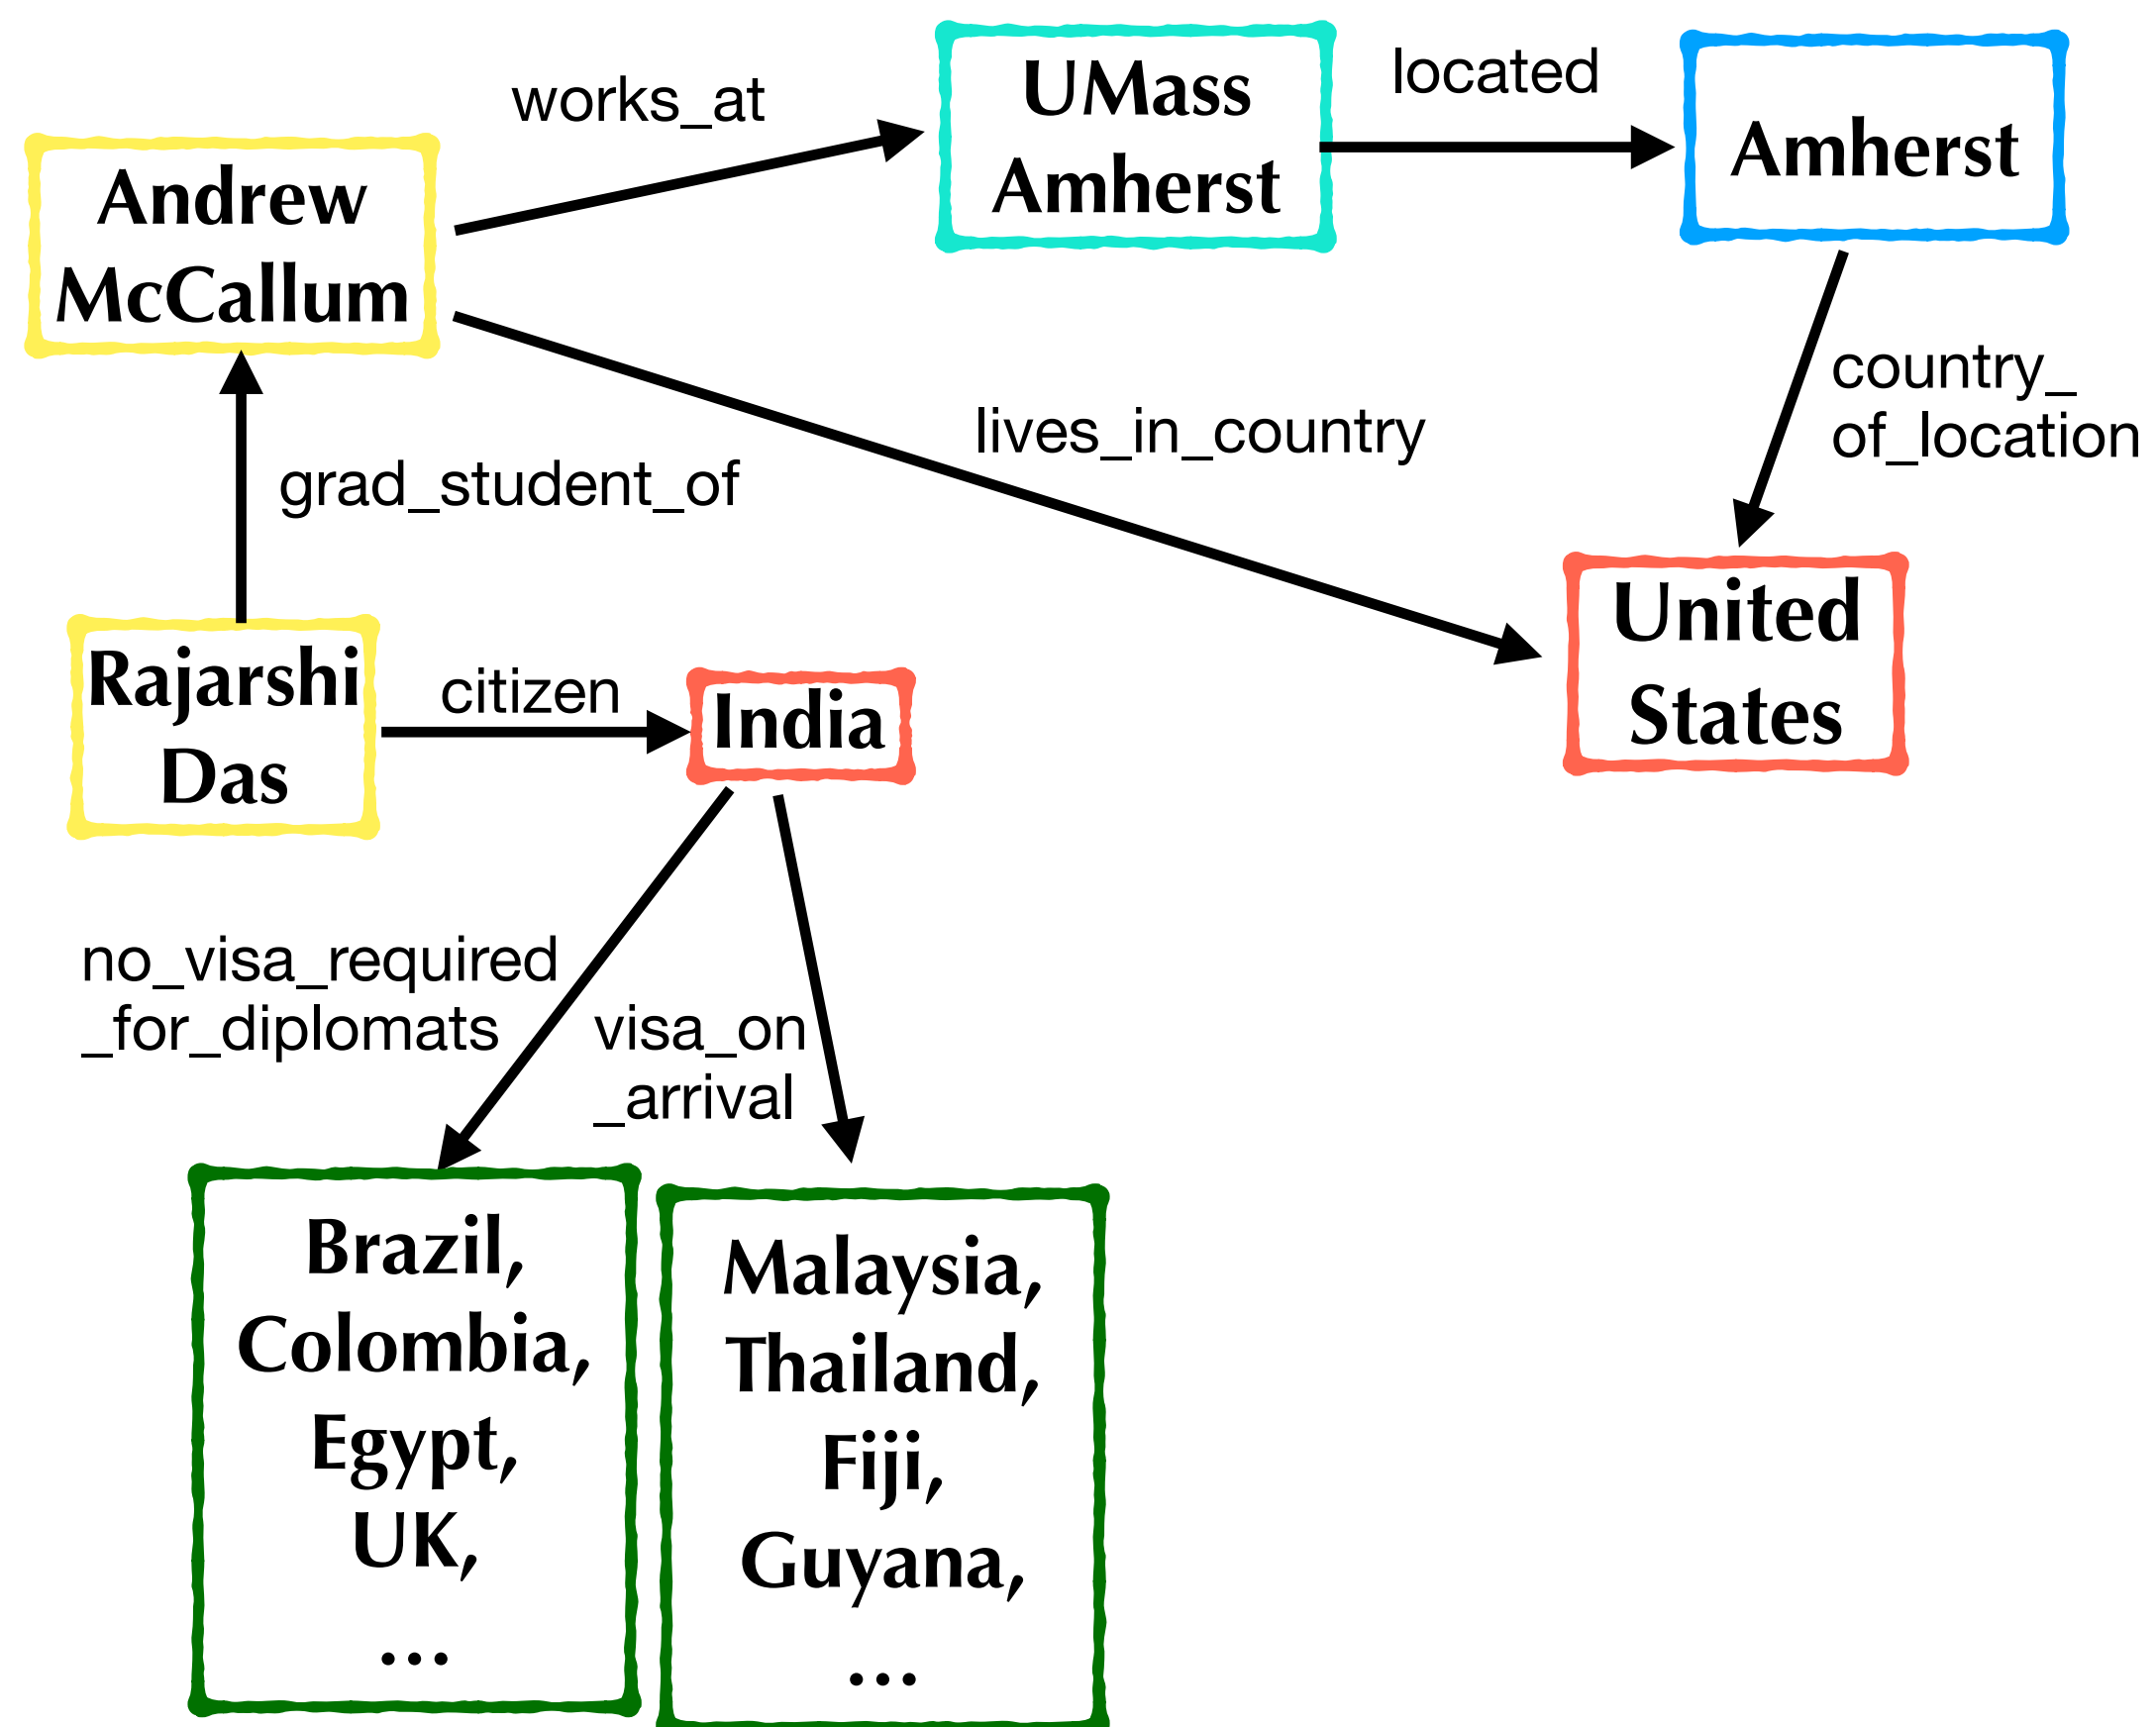 works_at
UMass
Amherst
located
Amherst
Andrew
McCallum
lives_in_country
country_
of_location
grad_student_of
United
States
Rajarshi
Das
citizen
India
no_visa_required
_for_diplomats
visa_on
_arrival
Brazil,
Colombia,
Egypt,
UK,
...
Malaysia,
Thailand,
Fiji,
Guyana,
...